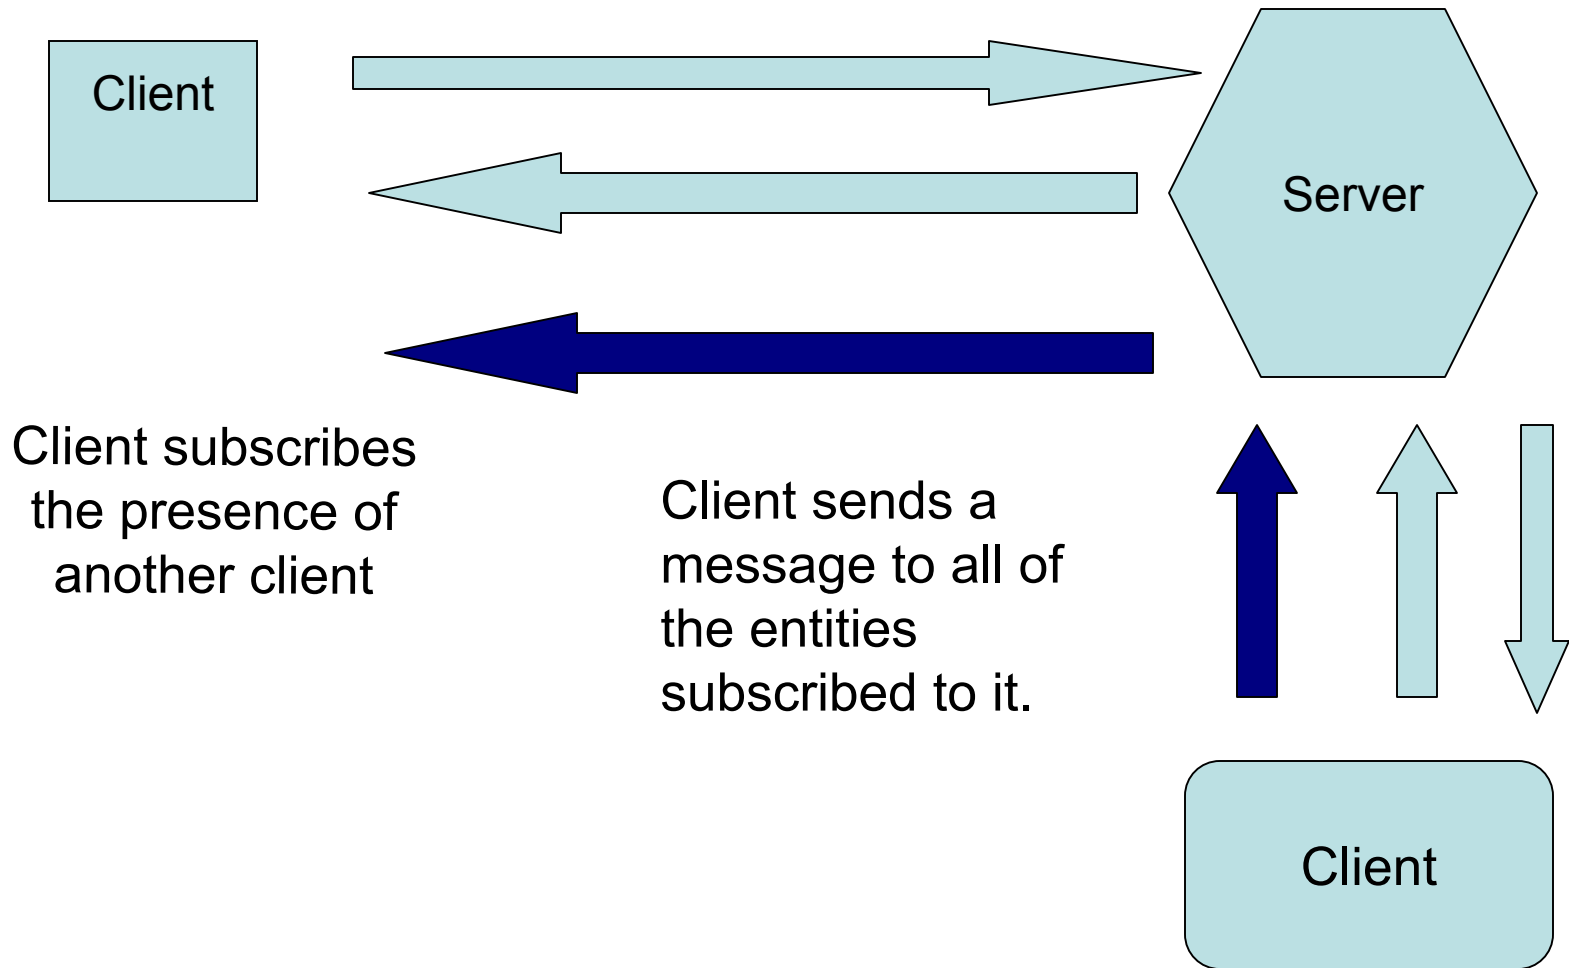 Client
Server
Client subscribes
the presence of
another client
Client sends a
message to all of
the entities
subscribed to it.
Client